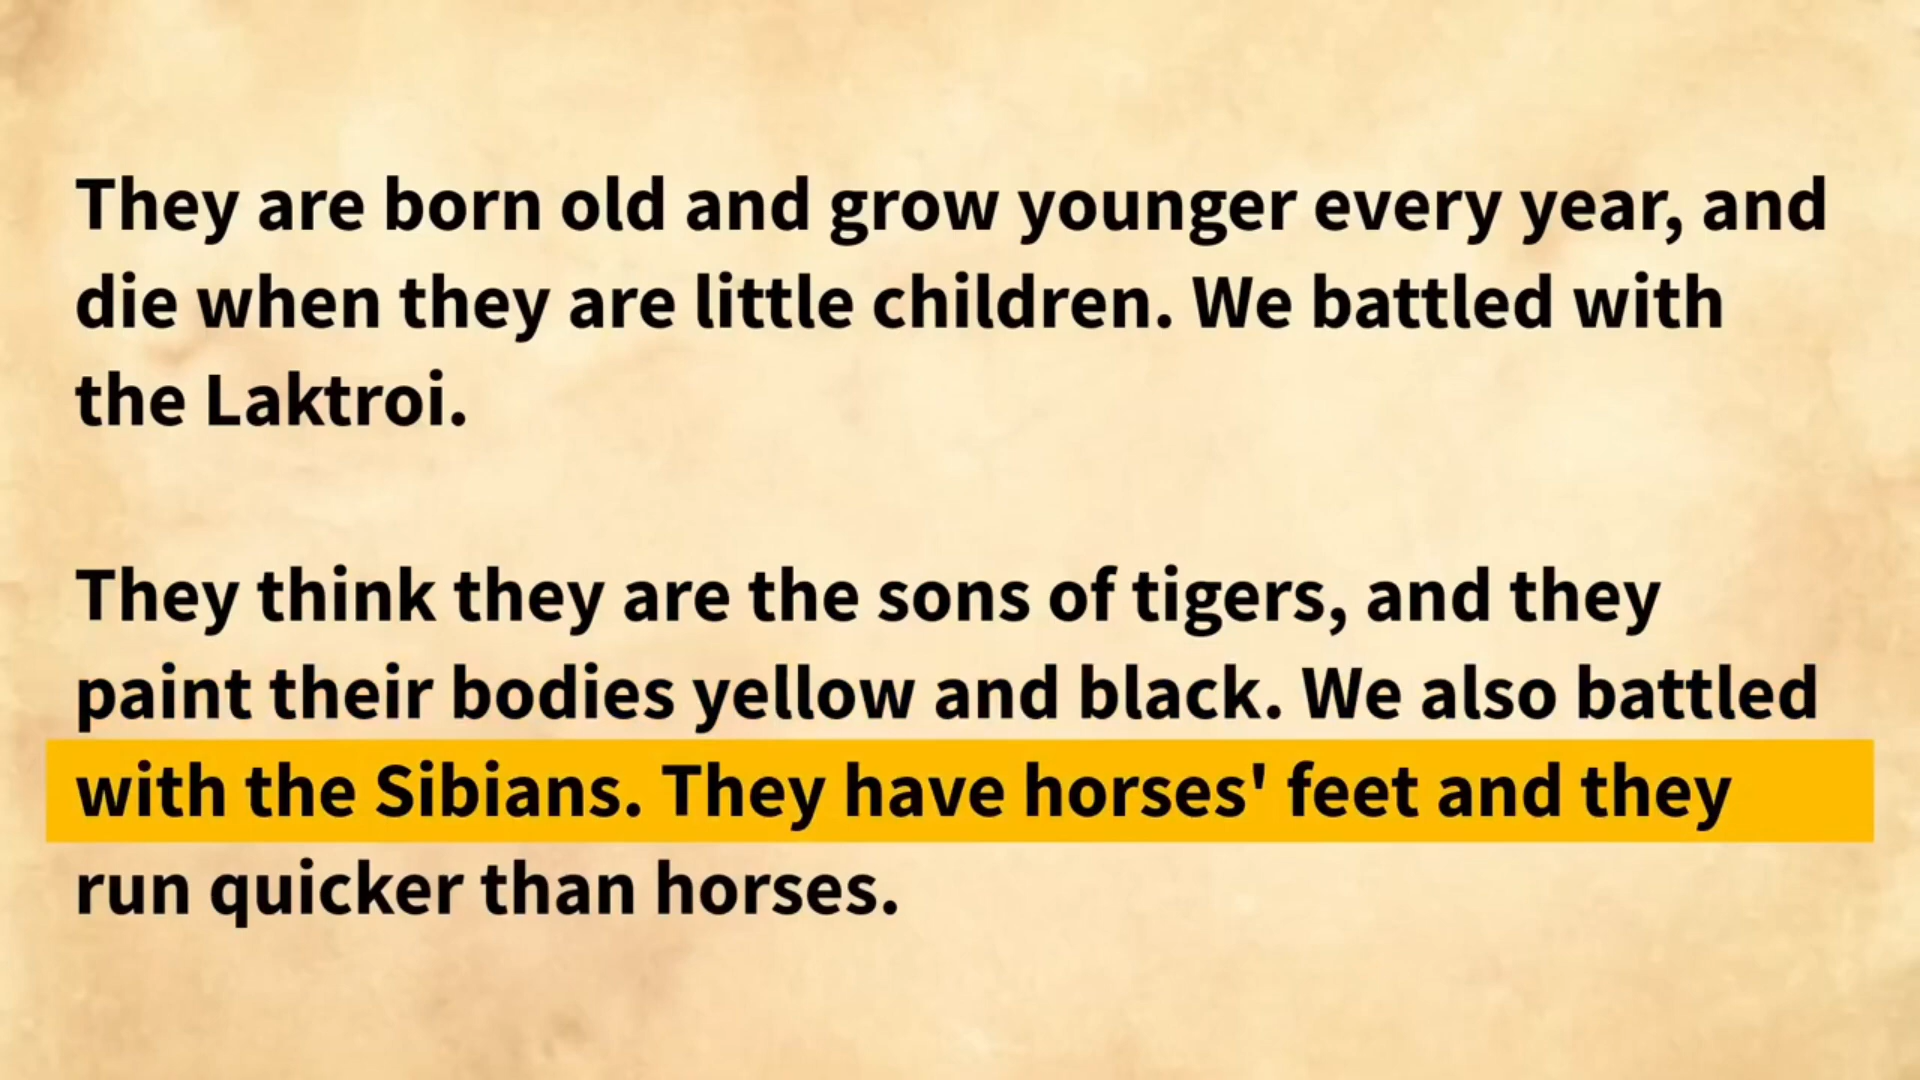 They are born old and grow younger every year, and
die when they are little children. We battled with
the Laktroi.
They think they are the sons of tigers, and they
paint their bodies yellow and black. We also battled
with the Sibians. They have horses' feet and they
run quicker than horses.